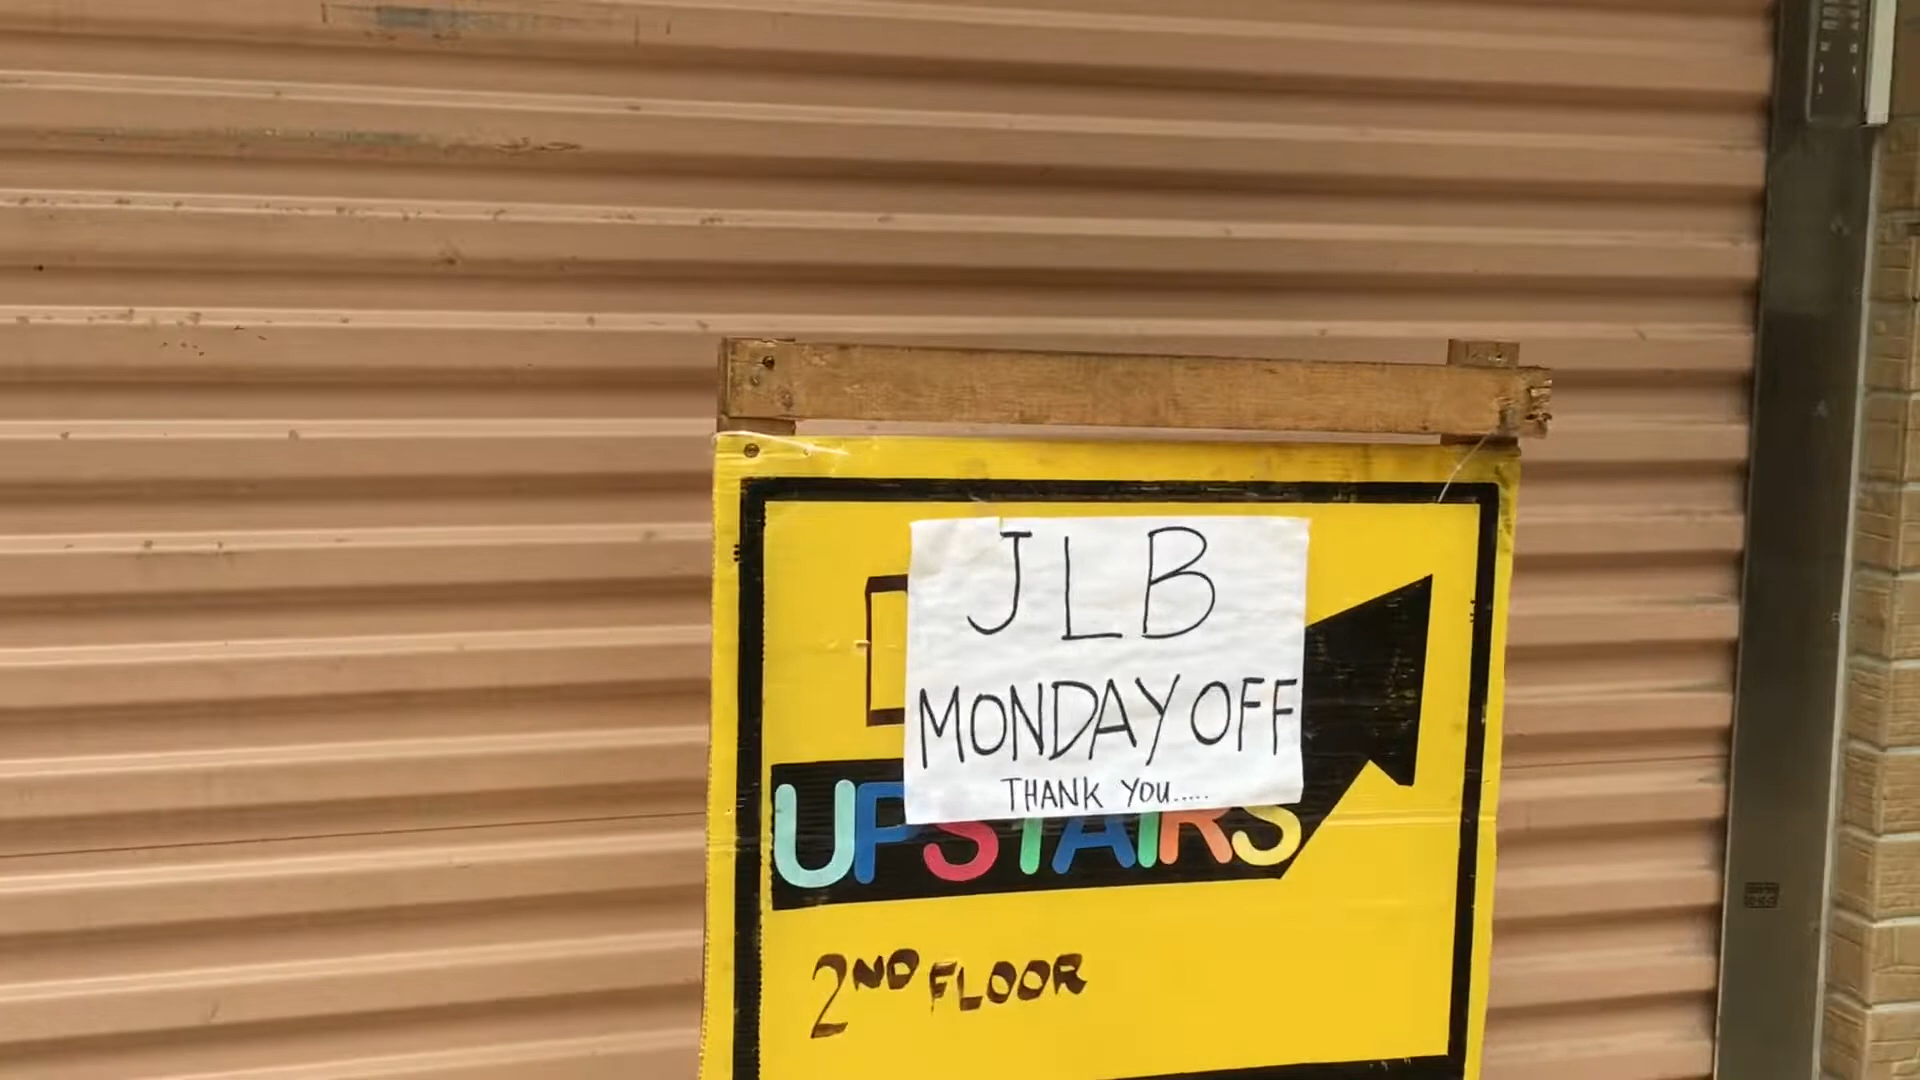 JLB
MONDAY OFF
THANK YOU.....
UPSTAIRS
2ND FLOOR